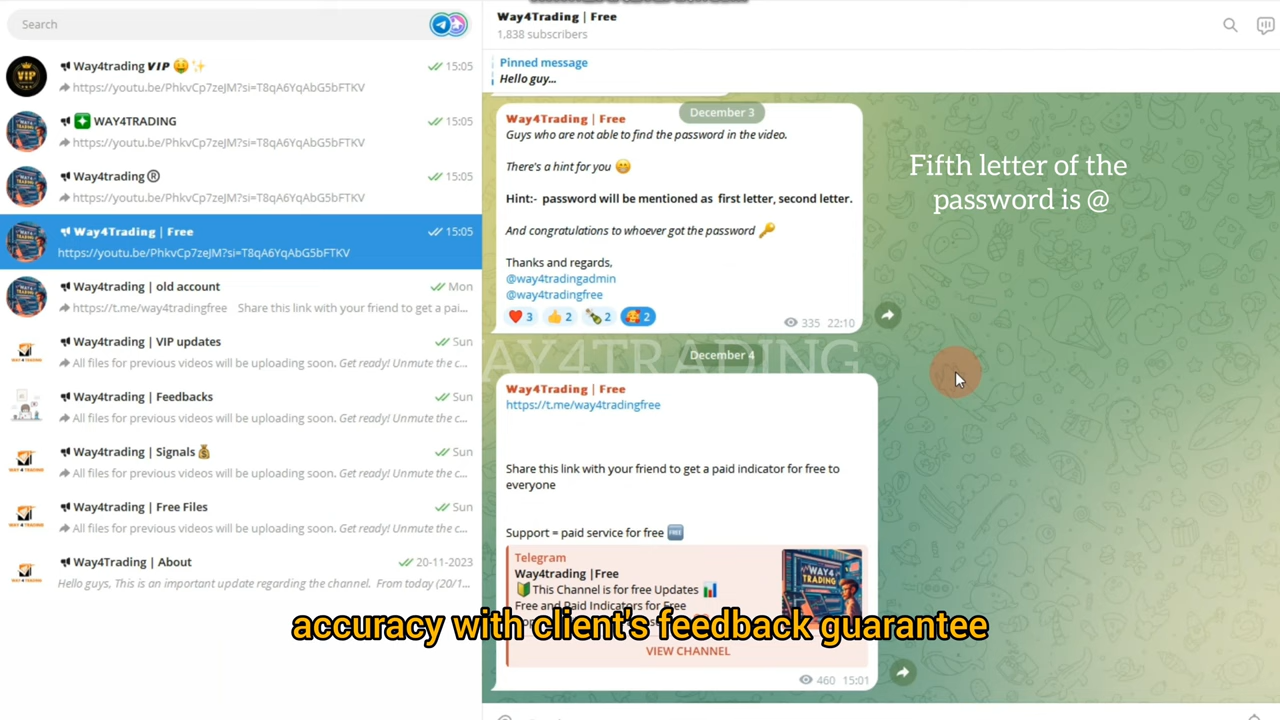 Search
Way4trading VIP 🤑✨ 15:05
https://youtu.be/PhkvCp7zeJM?si=T8qA6YqAbG5bFTKV
WAY4TRADING 15:05
https://youtu.be/PhkvCp7zeJM?si=T8qA6YqAbG5bFTKV
Way4trading ® 15:05
https://youtu.be/PhkvCp7zeJM?si=T8qA6YqAbG5bFTKV
Way4Trading | Free 15:05
https://youtu.be/PhkvCp7zeJM?si=T8qA6YqAbG5bFTKV
Way4trading | old account Mon
https://t.me/way4tradingfree Share this link with your friend to get a pai...
Way4trading | VIP updates Sun
All files for previous videos will be uploading soon. Get ready! Unmute the c...
Way4Trading | Feedbacks Sun
All files for previous videos will be uploading soon. Get ready! Unmute the c...
Way4trading | Signals 💰 Sun
All files for previous videos will be uploading soon. Get ready! Unmute the c...
Way4trading | Free Files Sun
All files for previous videos will be uploading soon. Get ready! Unmute the c...
Way4Trading | About 20-11-2023
Hello guys, This is an important update regarding the channel. From today (20/1...
Way4Trading | Free
1,838 subscribers
Pinned message
Hello guy...
December 3
Way4Trading | Free
Guys who are not able to find the password in the video.
There's a hint for you 😁
Hint:- password will be mentioned as first letter, second letter.
And congratulations to whoever got the password 🔑
Thanks and regards,
@way4tradingadmin
@way4tradingfree
❤️ 3 👍 2 🍾 2 🥰 2 335 22:10
Fifth letter of the
password is @
WAY4TRADING
December 4
Way4Trading | Free
https://t.me/way4tradingfree
Share this link with your friend to get a paid indicator for free to
everyone
Support = paid service for free 🆓
Telegram
Way4trading |Free
🔰This Channel is for free Updates 📊
Free and Paid Indicators for Free
VIEW CHANNEL
460 15:01
accuracy with client's feedback guarantee